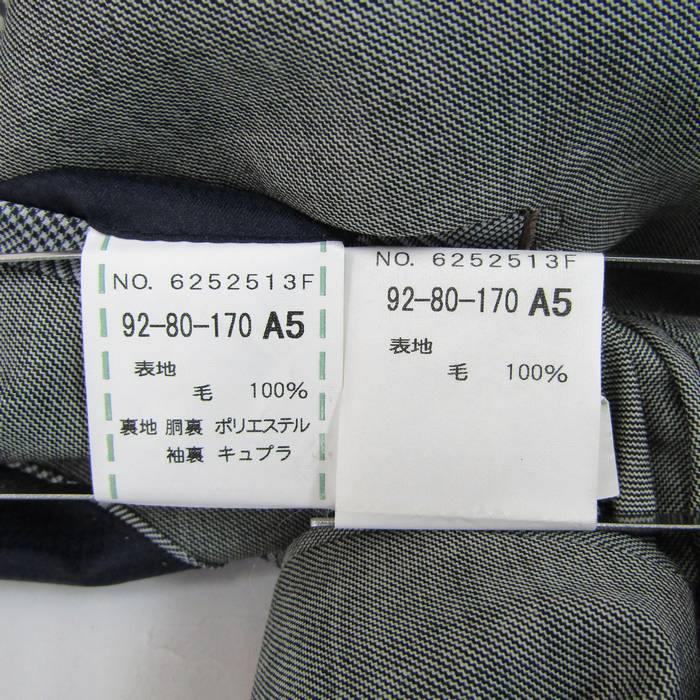 NO. 6252513F
92-80-170 A5
表地
毛 100%
裏地 胴裏 ポリエステル
袖裏 キュプラ
NO. 6252513F
92-80-170 A5
表地
毛 100%